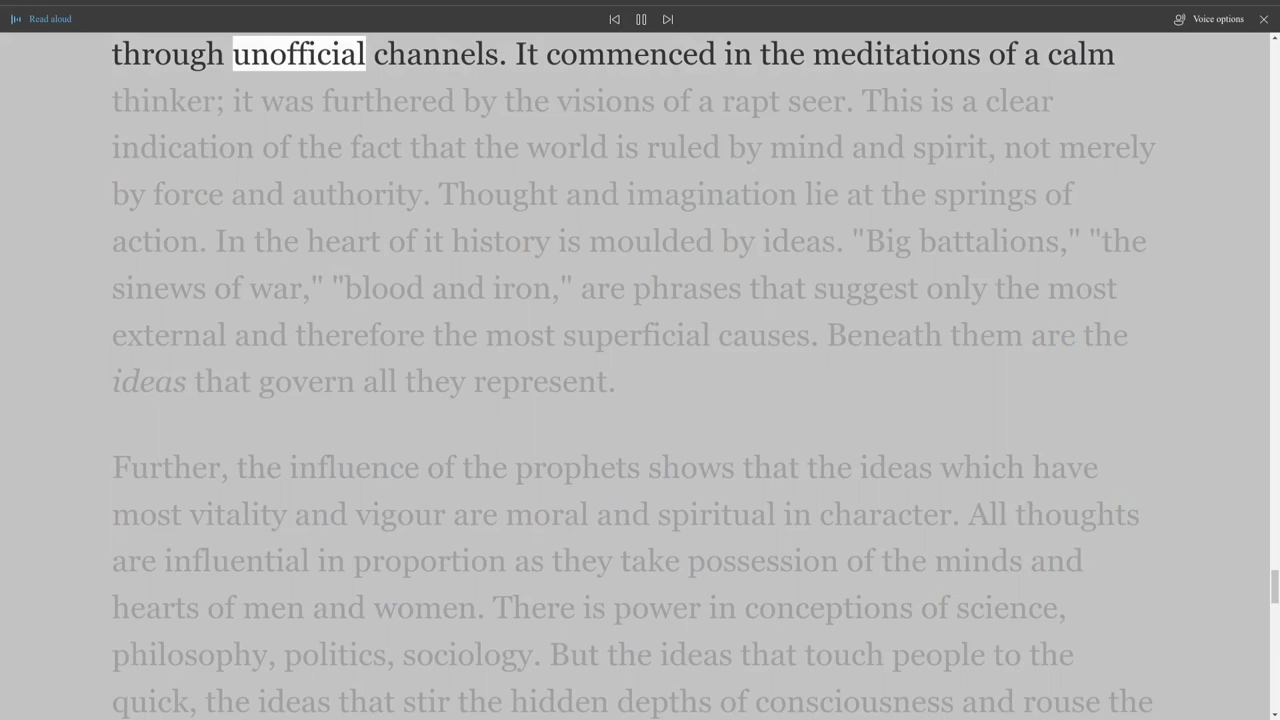 Read aloud
Voice options
through unofficial channels. It commenced in the meditations of a calm
thinker; it was furthered by the visions of a rapt seer. This is a clear
indication of the fact that the world is ruled by mind and spirit, not merely
by force and authority. Thought and imagination lie at the springs of
action. In the heart of it history is moulded by ideas. "Big battalions," "the
sinews of war," "blood and iron," are phrases that suggest only the most
external and therefore the most superficial causes. Beneath them are the
ideas that govern all they represent.
Further, the influence of the prophets shows that the ideas which have
most vitality and vigour are moral and spiritual in character. All thoughts
are influential in proportion as they take possession of the minds and
hearts of men and women. There is power in conceptions of science,
philosophy, politics, sociology. But the ideas that touch people to the
quick, the ideas that stir the hidden depths of consciousness and rouse the